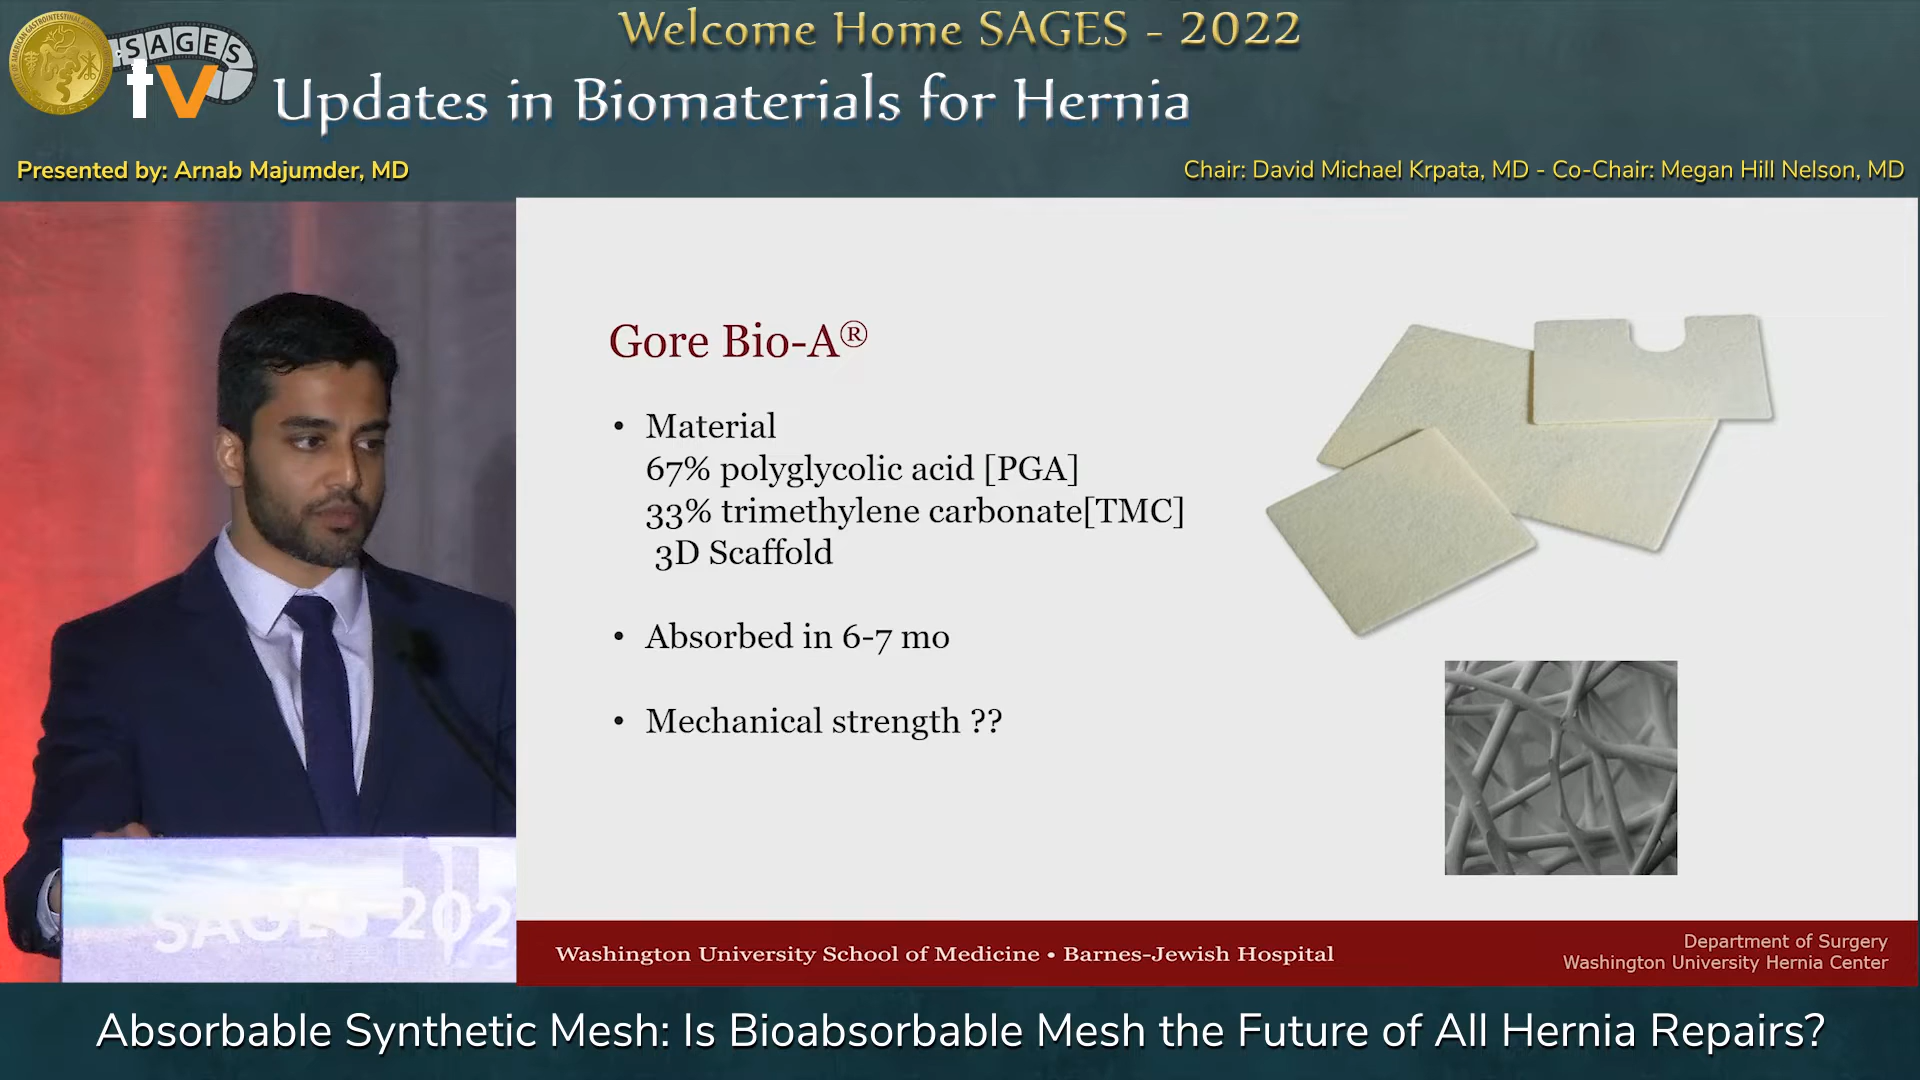 Welcome Home SAGES - 2022
SAGES
tv
Updates in Biomaterials for Hernia
Presented by: Arnab Majumder, MD
Chair: David Michael Krpata, MD - Co-Chair: Megan Hill Nelson, MD
Gore Bio-A®
• Material
67% polyglycolic acid [PGA]
33% trimethylene carbonate[TMC]
3D Scaffold
• Absorbed in 6-7 mo
• Mechanical strength ??
SAGES 202
Washington University School of Medicine • Barnes-Jewish Hospital
Department of Surgery
Washington University Hernia Center
Absorbable Synthetic Mesh: Is Bioabsorbable Mesh the Future of All Hernia Repairs?